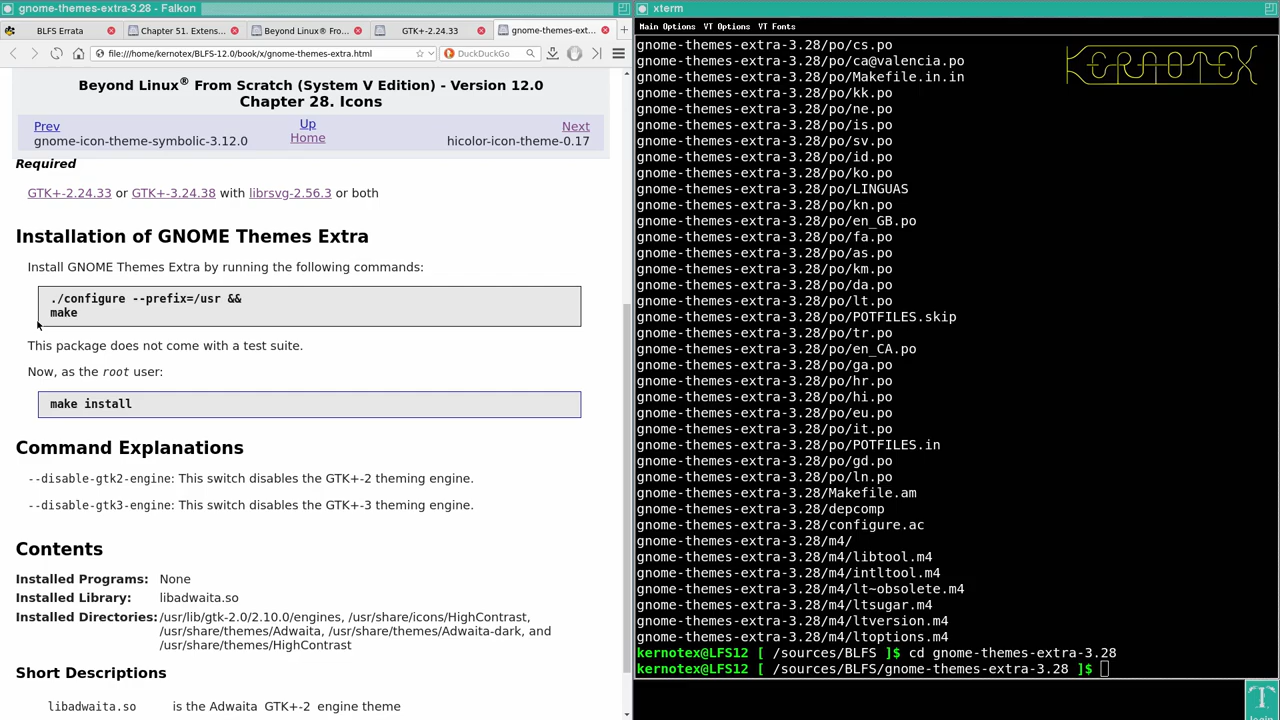 gnome-themes-extra-3.28 - Falkon
BLFS Errata
Chapter 51. Extens...
Beyond Linux® Fro...
GTK+-2.24.33
gnome-themes-ext...
file:///home/kernotex/BLFS-12.0/book/x/gnome-themes-extra.html
DuckDuckGo
Beyond Linux® From Scratch (System V Edition) - Version 12.0
Chapter 28. Icons
Prev
Up
Next
gnome-icon-theme-symbolic-3.12.0
Home
hicolor-icon-theme-0.17
Required
GTK+-2.24.33 or GTK+-3.24.38 with librsvg-2.56.3 or both
Installation of GNOME Themes Extra
Install GNOME Themes Extra by running the following commands:
./configure --prefix=/usr &&
make
This package does not come with a test suite.
Now, as the root user:
make install
Command Explanations
--disable-gtk2-engine: This switch disables the GTK+-2 theming engine.
--disable-gtk3-engine: This switch disables the GTK+-3 theming engine.
Contents
Installed Programs: None
Installed Library: libadwaita.so
Installed Directories: /usr/lib/gtk-2.0/2.10.0/engines, /usr/share/icons/HighContrast,
/usr/share/themes/Adwaita, /usr/share/themes/Adwaita-dark, and
/usr/share/themes/HighContrast
Short Descriptions
libadwaita.so is the Adwaita GTK+-2 engine theme
xterm
Main Options VT Options VT Fonts
KERNOTEX
gnome-themes-extra-3.28/po/cs.po
gnome-themes-extra-3.28/po/ca@valencia.po
gnome-themes-extra-3.28/po/Makefile.in.in
gnome-themes-extra-3.28/po/kk.po
gnome-themes-extra-3.28/po/ne.po
gnome-themes-extra-3.28/po/is.po
gnome-themes-extra-3.28/po/sv.po
gnome-themes-extra-3.28/po/id.po
gnome-themes-extra-3.28/po/ko.po
gnome-themes-extra-3.28/po/LINGUAS
gnome-themes-extra-3.28/po/kn.po
gnome-themes-extra-3.28/po/en_GB.po
gnome-themes-extra-3.28/po/fa.po
gnome-themes-extra-3.28/po/as.po
gnome-themes-extra-3.28/po/km.po
gnome-themes-extra-3.28/po/da.po
gnome-themes-extra-3.28/po/lt.po
gnome-themes-extra-3.28/po/POTFILES.skip
gnome-themes-extra-3.28/po/tr.po
gnome-themes-extra-3.28/po/en_CA.po
gnome-themes-extra-3.28/po/ga.po
gnome-themes-extra-3.28/po/hr.po
gnome-themes-extra-3.28/po/hi.po
gnome-themes-extra-3.28/po/eu.po
gnome-themes-extra-3.28/po/it.po
gnome-themes-extra-3.28/po/POTFILES.in
gnome-themes-extra-3.28/po/gd.po
gnome-themes-extra-3.28/po/ln.po
gnome-themes-extra-3.28/Makefile.am
gnome-themes-extra-3.28/depcomp
gnome-themes-extra-3.28/configure.ac
gnome-themes-extra-3.28/m4/
gnome-themes-extra-3.28/m4/libtool.m4
gnome-themes-extra-3.28/m4/intltool.m4
gnome-themes-extra-3.28/m4/lt~obsolete.m4
gnome-themes-extra-3.28/m4/ltsugar.m4
gnome-themes-extra-3.28/m4/ltversion.m4
gnome-themes-extra-3.28/m4/ltoptions.m4
kernotex@LFS12 [ /sources/BLFS ]$ cd gnome-themes-extra-3.28
kernotex@LFS12 [ /sources/BLFS/gnome-themes-extra-3.28 ]$
login